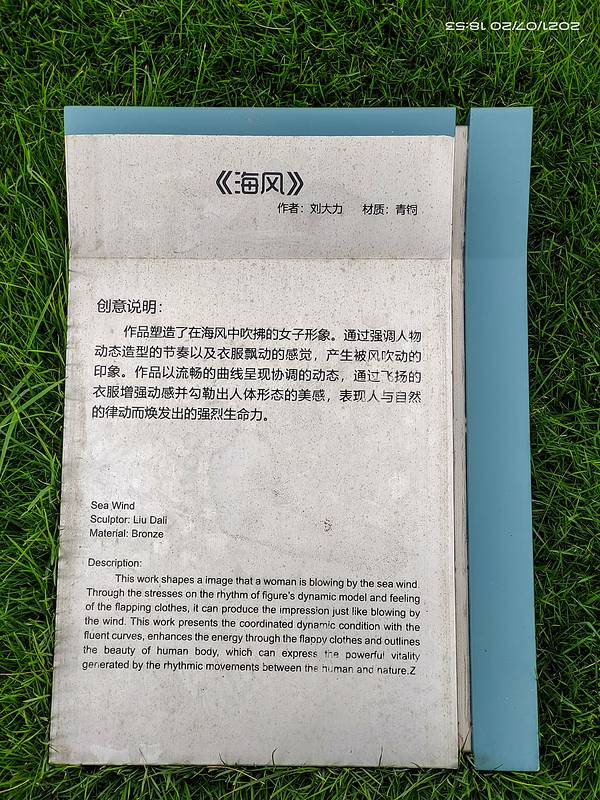 2021/07/20 18:53
《海风》
作者：刘大力 材质：青铜
创意说明：
作品塑造了在海风中吹拂的女子形象。通过强调人物
动态造型的节奏以及衣服飘动的感觉，产生被风吹动的
印象。作品以流畅的曲线呈现协调的动态，通过飞扬的
衣服增强动感并勾勒出人体形态的美感，表现人与自然
的律动而焕发出的强烈生命力。
Sea Wind
Sculptor: Liu Dali
Material: Bronze
Description:
This work shapes a image that a woman is blowing by the sea wind.
Through the stresses on the rhythm of figure's dynamic model and feeling
of the flapping clothes, it can produce the impression just like blowing by
the wind. This work presents the coordinated dynamic condition with the
fluent curves, enhances the energy through the flappy clothes and outlines
the beauty of human body, which can express the powerful vitality
generated by the rhythmic movements between the human and nature.Z